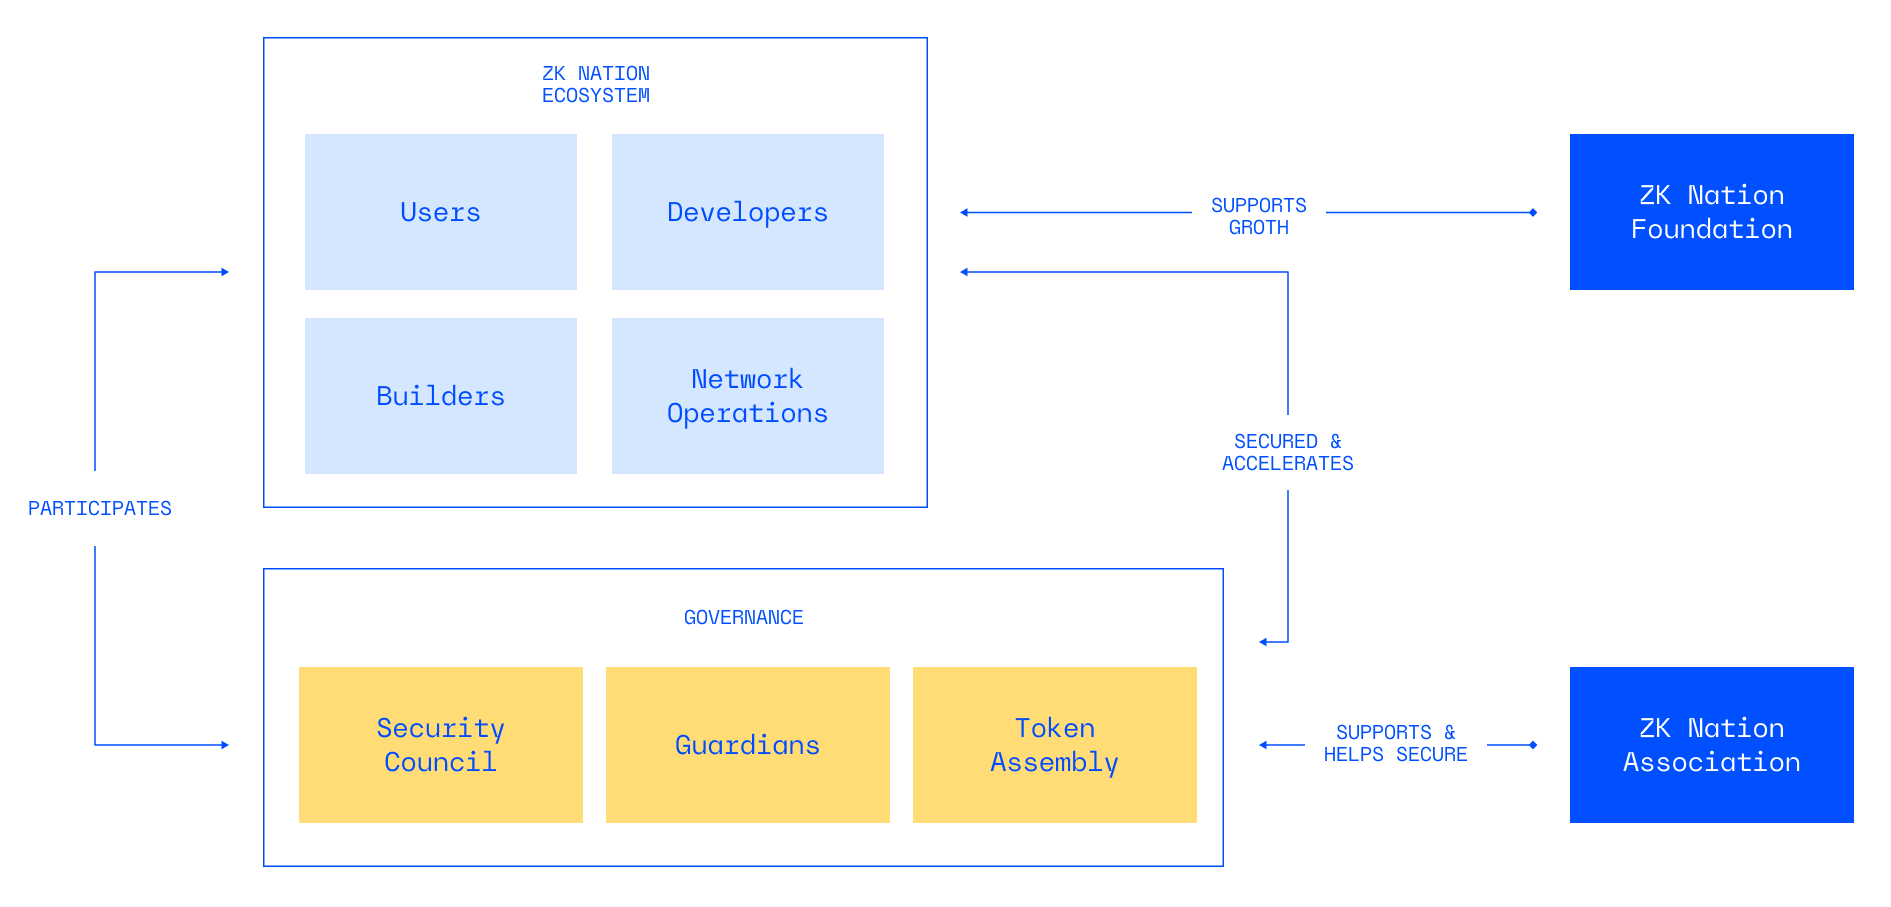 ZK NATION
ECOSYSTEM
Users
Developers
Builders
Network
Operations
SUPPORTS
GROTH
ZK Nation
Foundation
SECURED &
ACCELERATES
PARTICIPATES
GOVERNANCE
Security
Council
Guardians
Token
Assembly
SUPPORTS &
HELPS SECURE
ZK Nation
Association